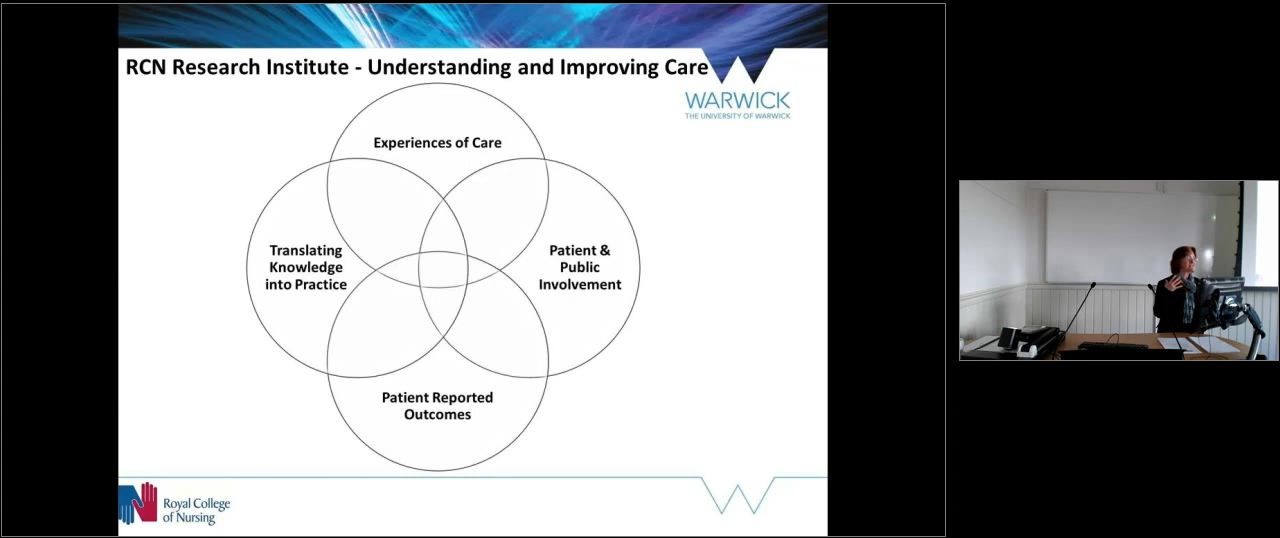 RCN Research Institute - Understanding and Improving Care
WARWICK
THE UNIVERSITY OF WARWICK
Experiences of Care
Translating
Knowledge
into Practice
Patient &
Public
Involvement
Patient Reported
Outcomes
Royal College
of Nursing